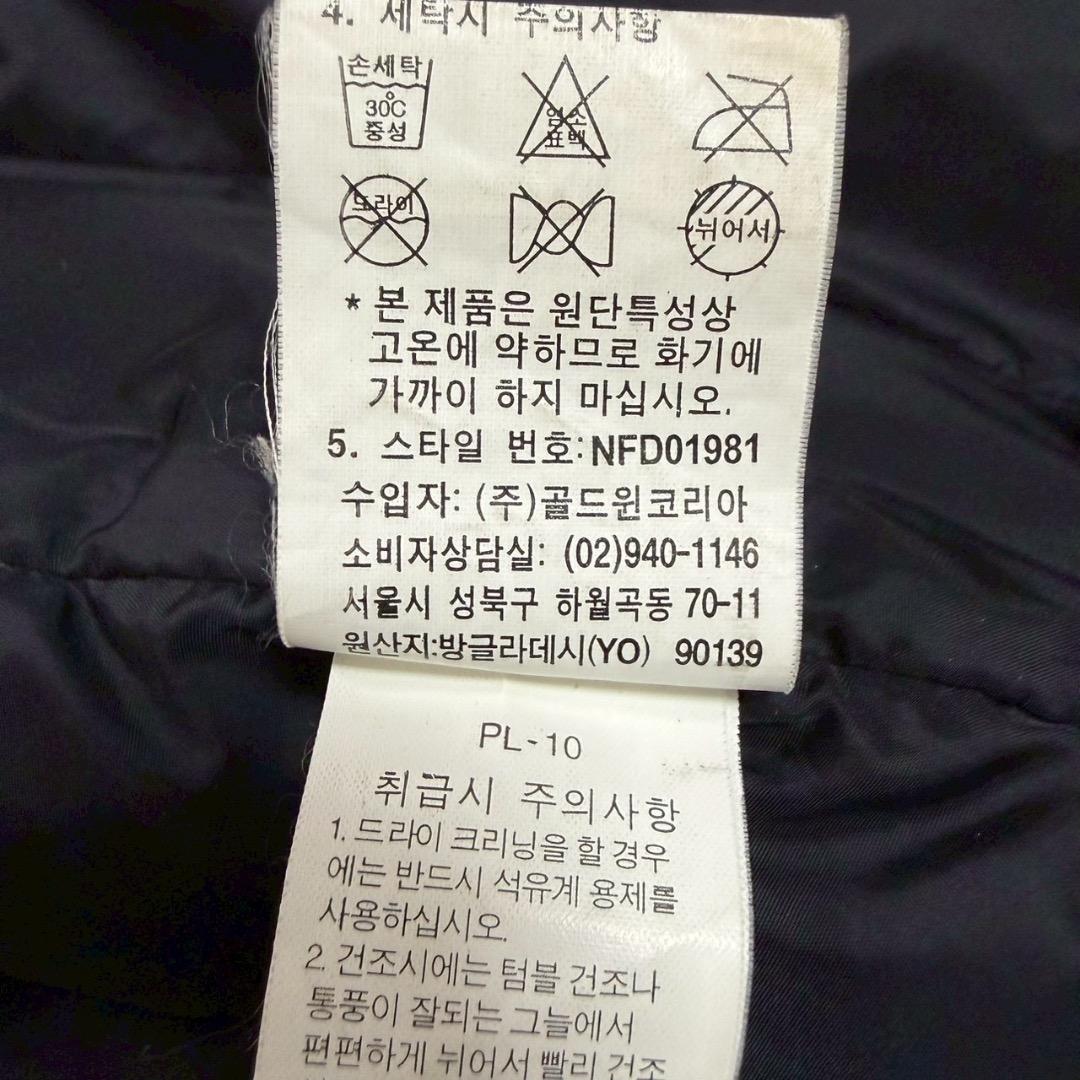 4. 세탁시 주의사항
손세탁
30℃
중성
염소
표백
드라이
뉘어서
* 본 제품은 원단특성상
고온에 약하므로 화기에
가까이 하지 마십시오.
5. 스타일 번호:NFD01981
수입자: (주)골드윈코리아
소비자상담실: (02)940-1146
서울시 성북구 하월곡동 70-11
원산지:방글라데시(YO) 90139
PL-10
취급시 주의사항
1. 드라이 크리닝을 할 경우
에는 반드시 석유계 용제를
사용하십시오.
2. 건조시에는 텀블 건조나
통풍이 잘되는 그늘에서
편편하게 뉘어서 빨리 건조